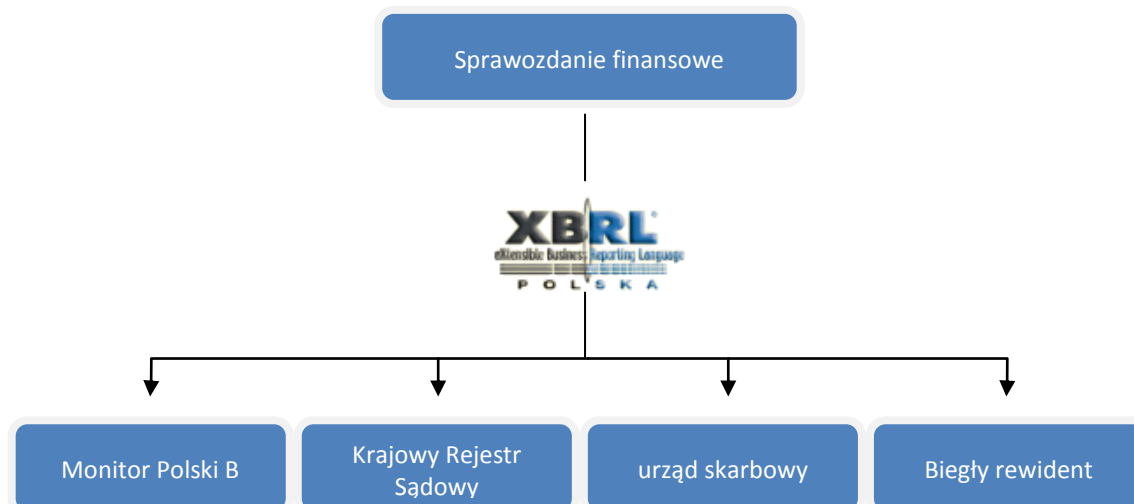 Sprawozdanie finansowe
XBRL
eXtensible Business Reporting Language
POLSKA
Monitor Polski B
Krajowy Rejestr
Sądowy
urząd skarbowy
Biegły rewident